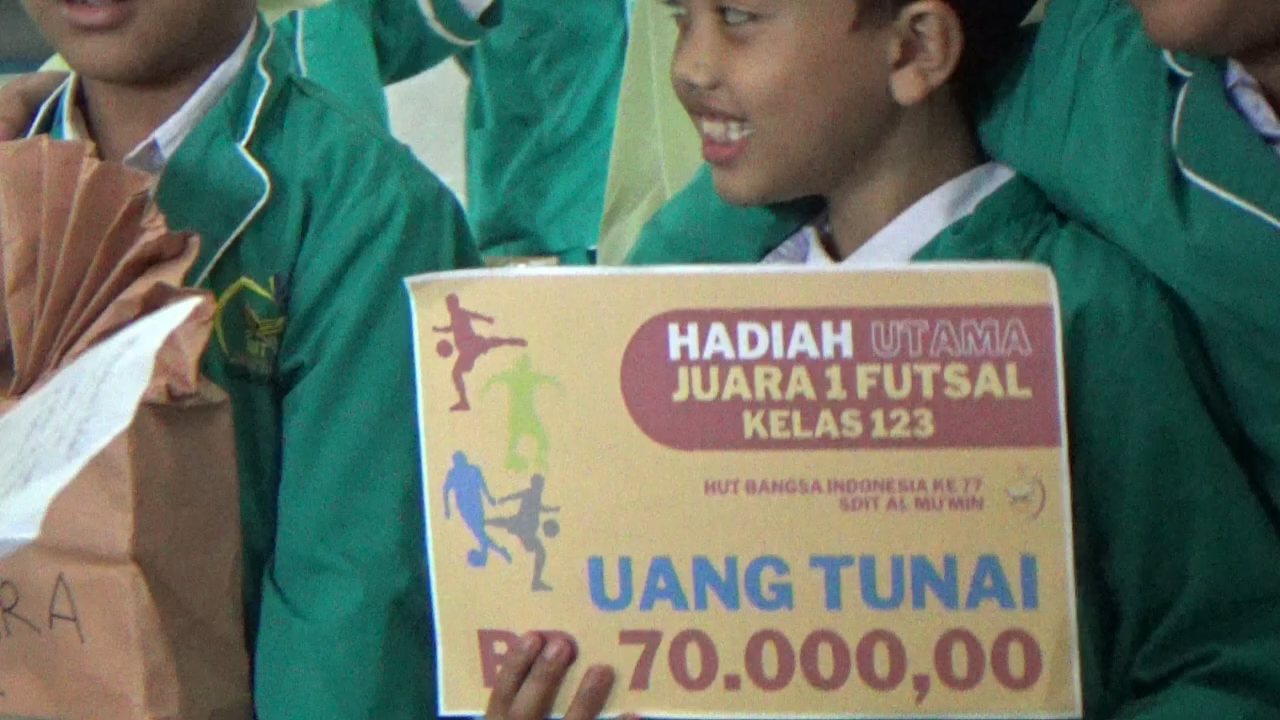 HADIAH UTAMA
JUARA 1 FUTSAL
KELAS 123
HUT BANGSA INDONESIA KE 77
SDIT AL MU'MIN
UANG TUNAI
70.000,00
RA